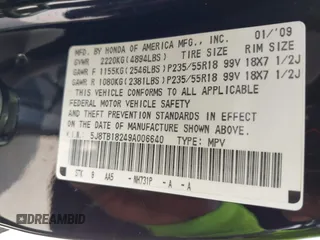 MFD. BY HONDA OF AMERICA MFG., INC. 01/'09
GVWR 2220KG(4894LBS) TIRE SIZE RIM SIZE
GAWR F 1155KG(2546LBS)P235/55R18 99V 18X7 1/2J
GAWR R 1080KG(2381LBS)P235/55R18 99V 18X7 1/2J
THIS VEHICLE CONFORMS TO ALL APPLICABLE
FEDERAL MOTOR VEHICLE SAFETY AND
THEFT PREVENTION STANDARDS IN EFFECT ON THE
DATE OF MANUFACTURE SHOWN ABOVE.
V.I.N.: 5J8TB18249A006640 TYPE: MPV
STK 9 AA5 - NH731P - A - A
DREAMBID